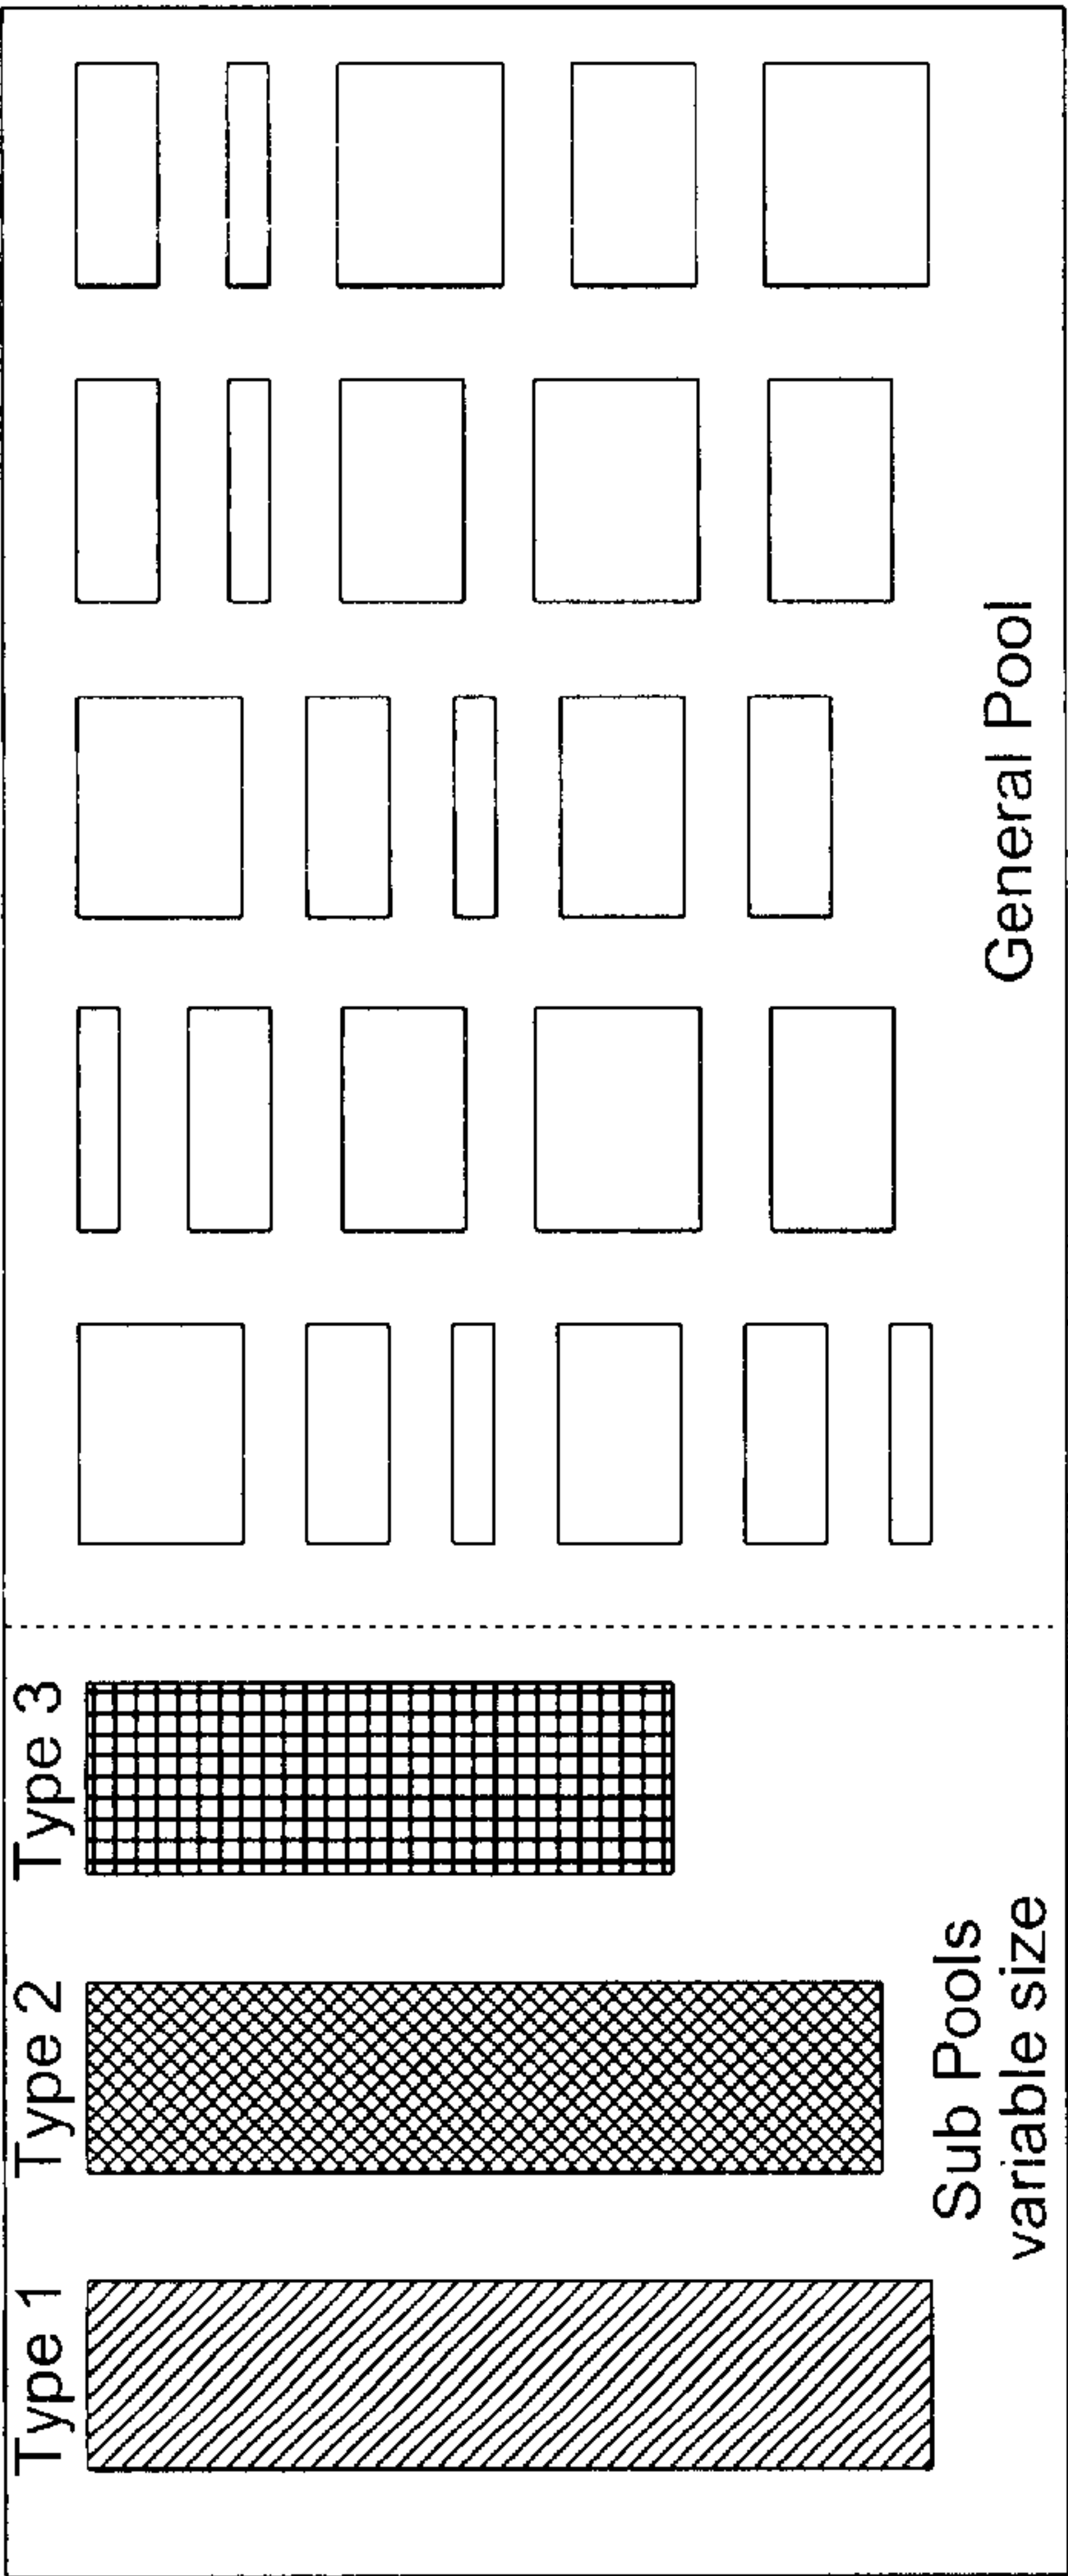 Type 1
Type 2
Type 3
Sub Pools
variable size
General Pool